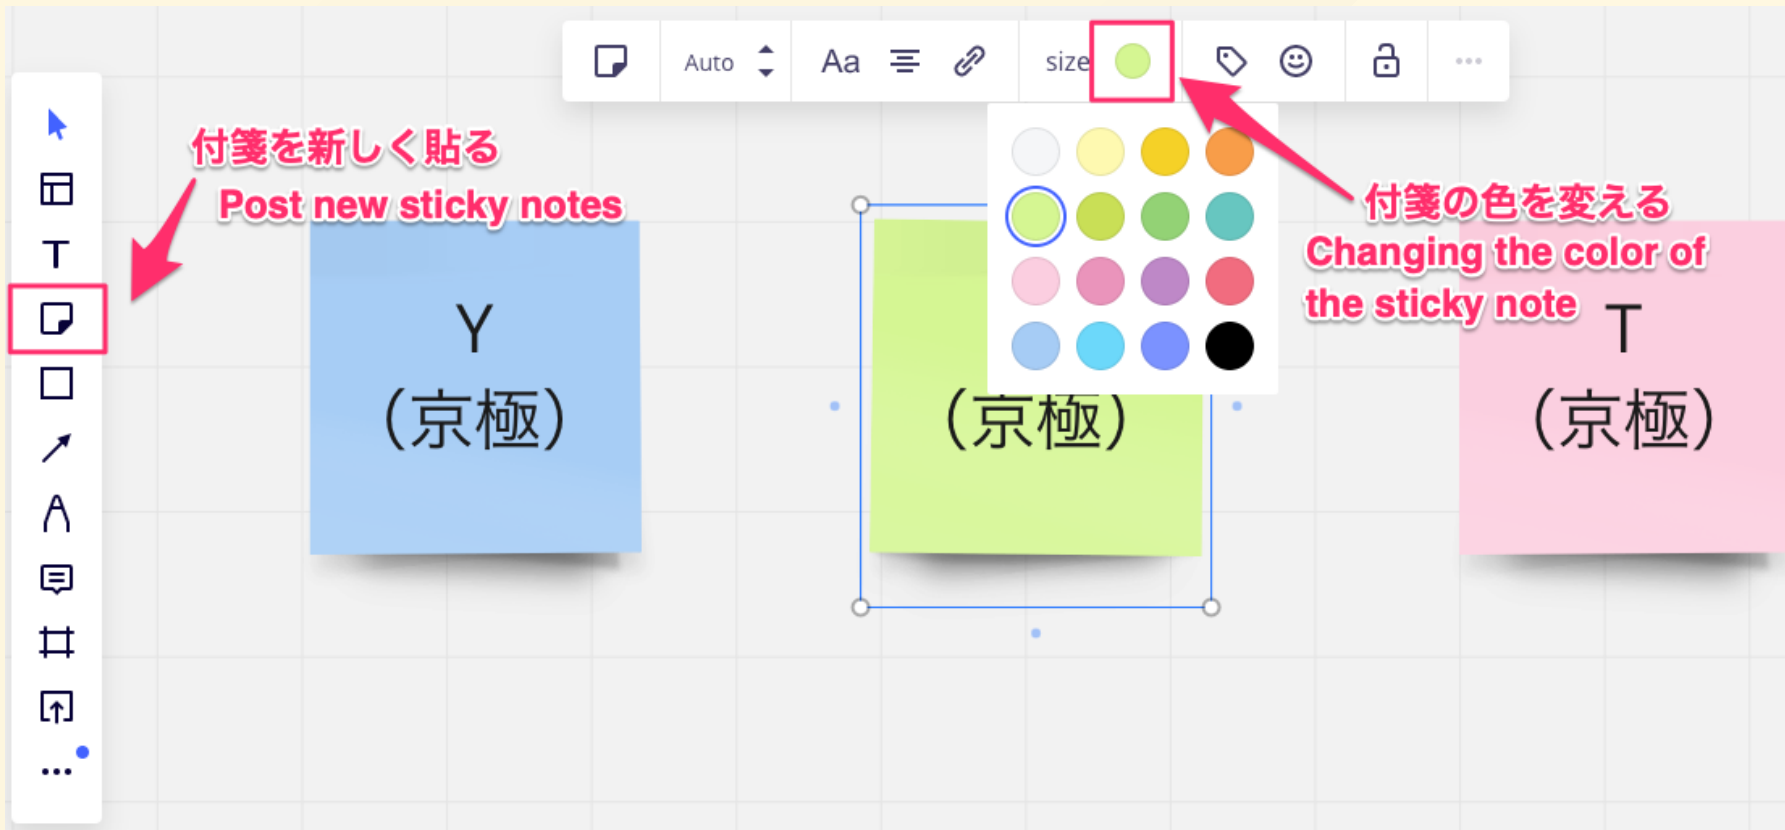 Auto
Aa
size
付箋を新しく貼る
Post new sticky notes
付箋の色を変える
Changing the color of
the sticky note
T
Y
（京極）
（京極）
T
（京極）